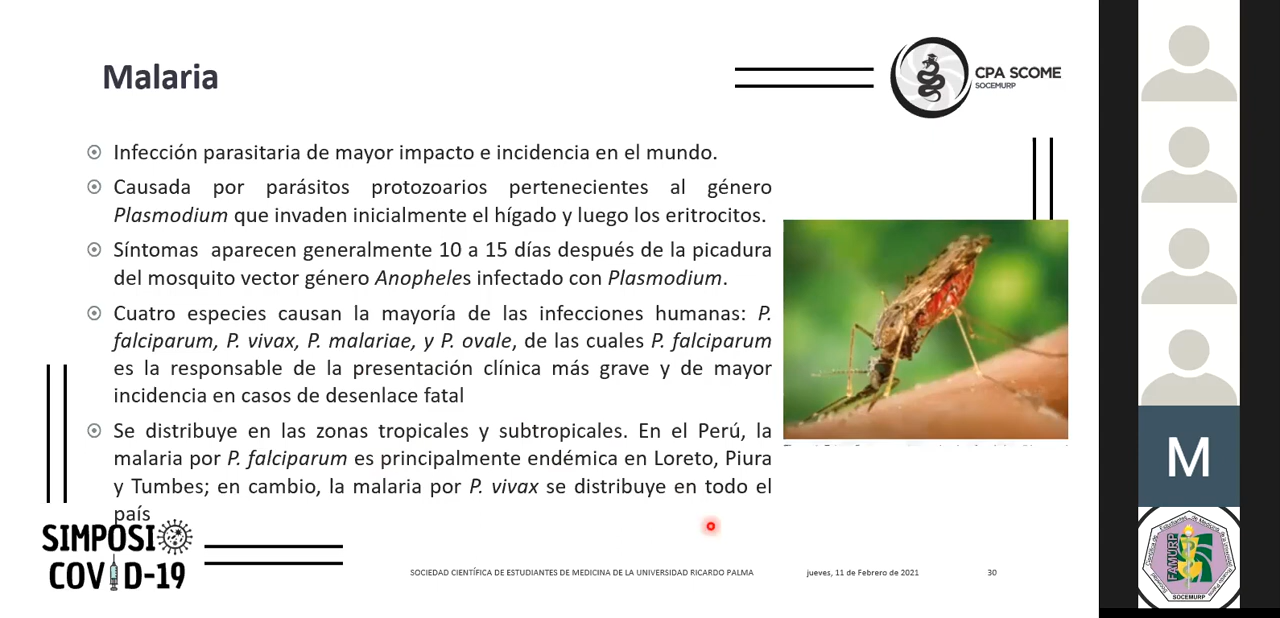 Malaria
CPA SCOME
SOCEMURP
Infección parasitaria de mayor impacto e incidencia en el mundo.
Causada por parásitos protozoarios pertenecientes al género
Plasmodium que invaden inicialmente el hígado y luego los eritrocitos.
Síntomas aparecen generalmente 10 a 15 días después de la picadura
del mosquito vector género Anopheles infectado con Plasmodium.
Cuatro especies causan la mayoría de las infecciones humanas: P.
falciparum, P. vivax, P. malariae, y P. ovale, de las cuales P. falciparum
es la responsable de la presentación clínica más grave y de mayor
incidencia en casos de desenlace fatal
Se distribuye en las zonas tropicales y subtropicales. En el Perú, la
malaria por P. falciparum es principalmente endémica en Loreto, Piura
y Tumbes; en cambio, la malaria por P. vivax se distribuye en todo el
país
SIMPOSI
COV D-19
SOCIEDAD CIENTÍFICA DE ESTUDIANTES DE MEDICINA DE LA UNIVERSIDAD RICARDO PALMA
jueves, 11 de Febrero de 2021
30
M
FAMURP
SOCEMURP